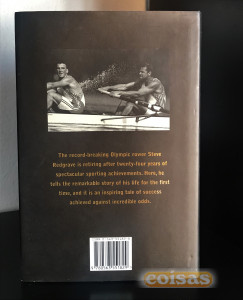 The record-breaking Olympic rower Steve
Redgrave is retiring after twenty-four years of
spectacular sporting achievements. Here, he
tells the remarkable story of his life for the first
time, and it is an inspiring tale of success
achieved against incredible odds.
coisas